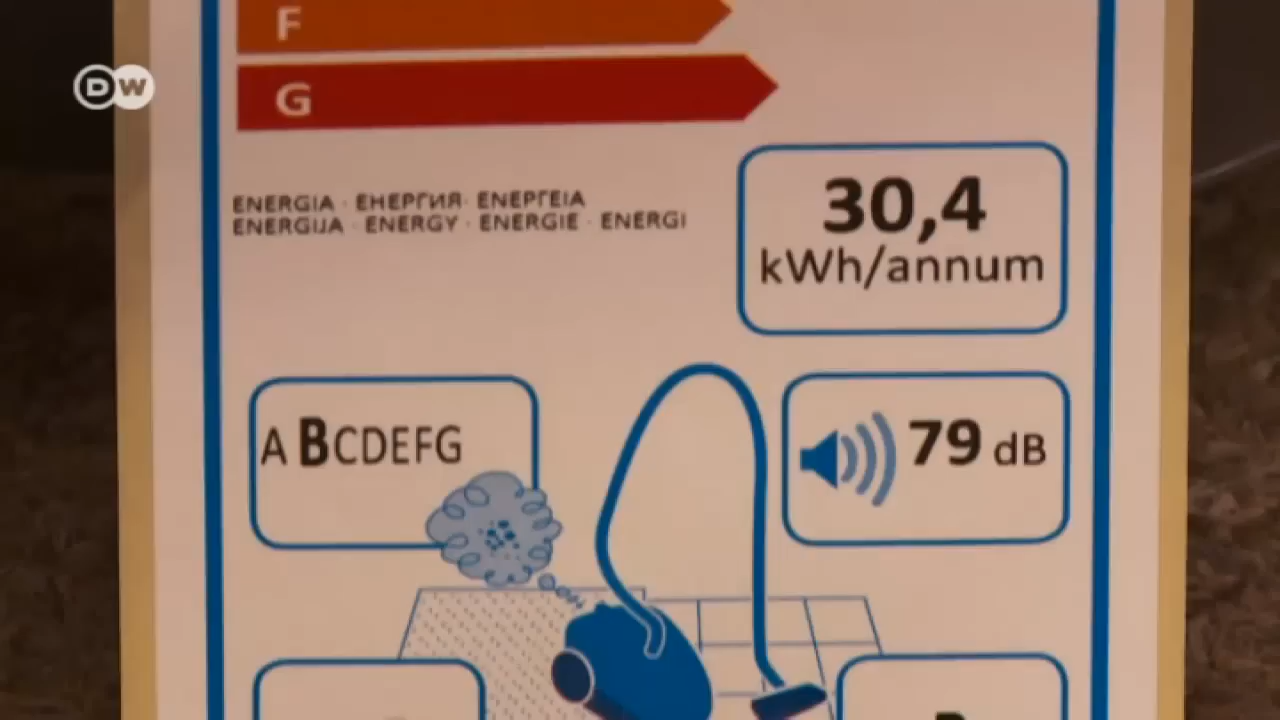 F
DW
G
ENERGIA · ЕНЕРГИЯ · ΕΝΕΡΓΕΙΑ
ENERGIJA · ENERGY · ENERGIE · ENERGI
30,4
kWh/annum
ABCDEFG
79 dB